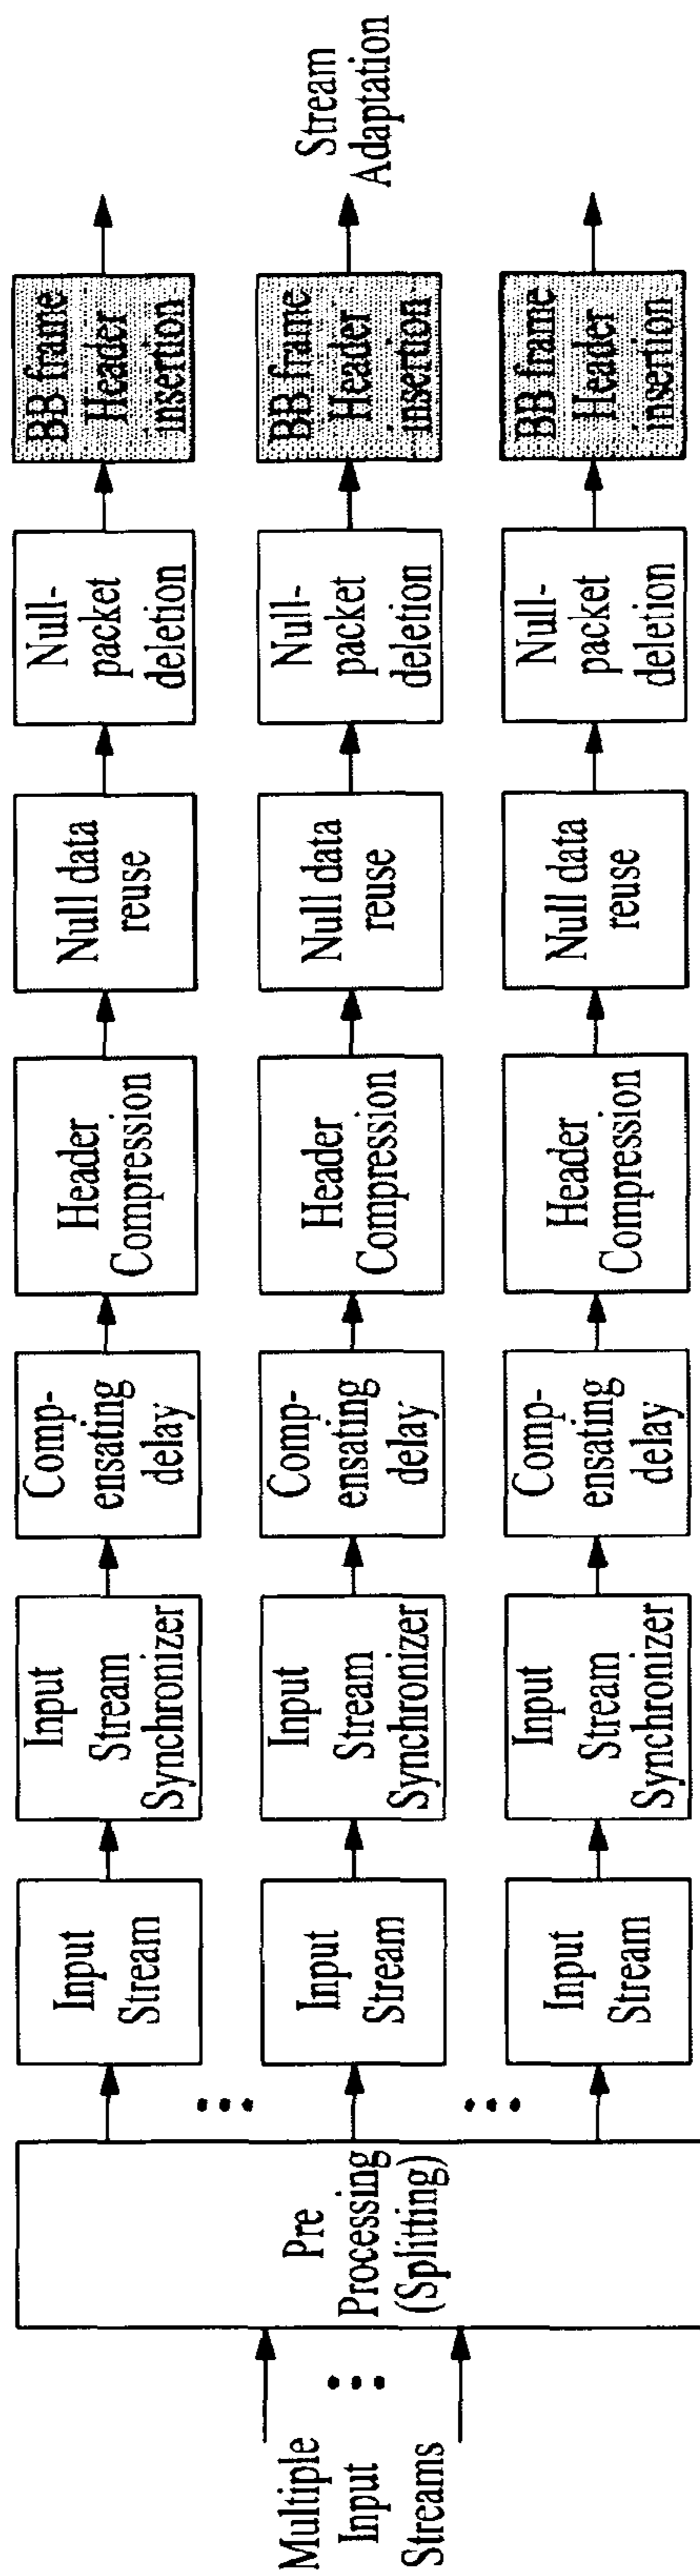 Multiple
Input
Streams
Pre
Processing
(Splitting)
Input
Stream
Input
Stream
Synchronizer
Comp-
ensating
delay
Header
Compression
Null data
reuse
Null-
packet
deletion
BB frame
Header
insertion
Input
Stream
Input
Stream
Synchronizer
Comp-
ensating
delay
Header
Compression
Null data
reuse
Null-
packet
deletion
BB frame
Header
insertion
Stream
Adaptation
Input
Stream
Input
Stream
Synchronizer
Comp-
ensating
delay
Header
Compression
Null data
reuse
Null-
packet
deletion
BB frame
Header
insertion